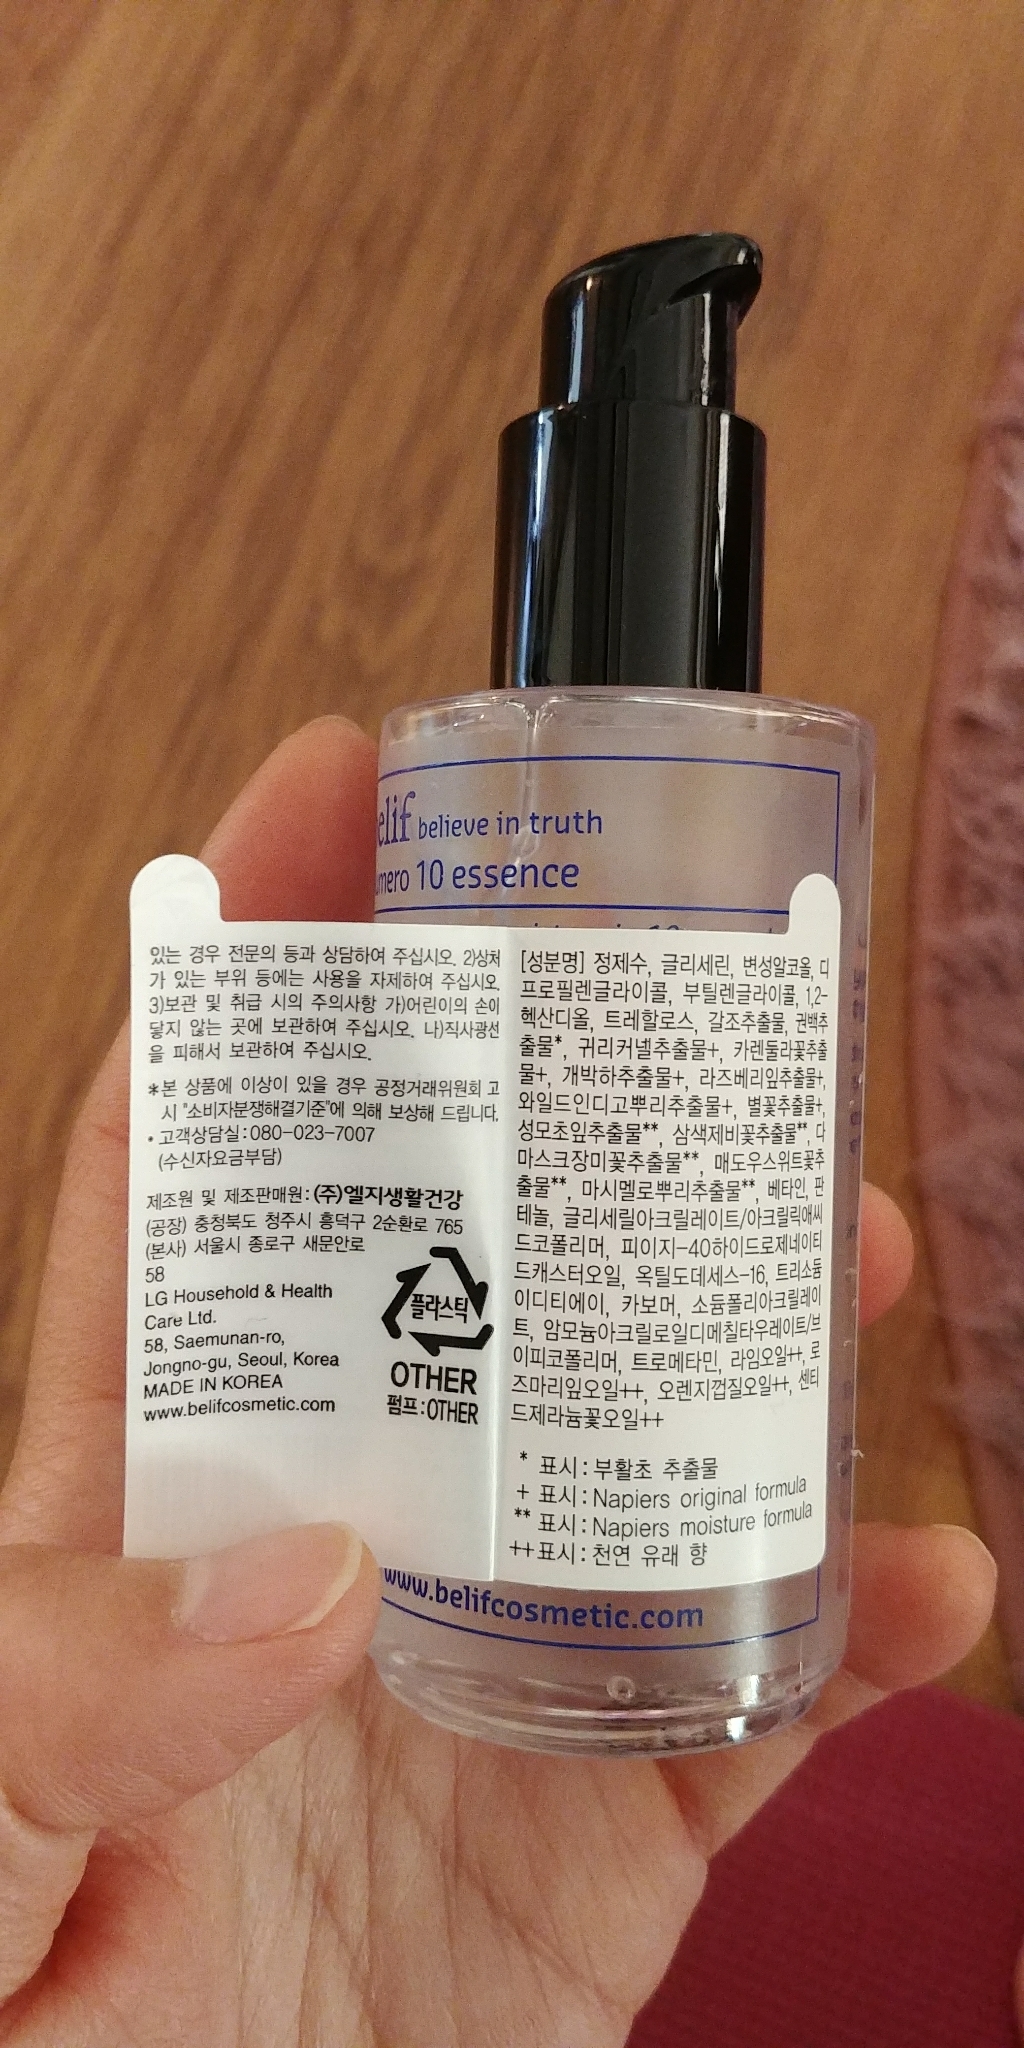 elif believe in truth
mero 10 essence
있는 경우 전문의 등과 상담하여 주십시오. 2)상처
가 있는 부위 등에는 사용을 자제하여 주십시오.
3)보관 및 취급 시의 주의사항 가)어린이의 손이
닿지 않는 곳에 보관하여 주십시오. 나)직사광선
을 피해서 보관하여 주십시오.
*본 상품에 이상이 있을 경우 공정거래위원회 고
시 "소비자분쟁해결기준"에 의해 보상해 드립니다.
• 고객상담실:080-023-7007
(수신자요금부담)
제조원 및 제조판매원: (주)엘지생활건강
(공장) 충청북도 청주시 흥덕구 2순환로 765
(본사) 서울시 종로구 새문안로
58
LG Household & Health
Care Ltd.
58, Saemunan-ro,
Jongno-gu, Seoul, Korea
MADE IN KOREA
www.belifcosmetic.com
플라스틱
OTHER
펌프:OTHER
[성분명] 정제수, 글리세린, 변성알코올, 디
프로필렌글라이콜, 부틸렌글라이콜, 1,2-
헥산디올, 트레할로스, 갈조추출물, 권백추
출물*, 귀리커넬추출물+, 카렌둘라꽃추출
물+, 개박하추출물+, 라즈베리잎추출물+,
와일드인디고뿌리추출물+, 별꽃추출물+,
성모초잎추출물**, 삼색제비꽃추출물**, 다
마스크장미꽃추출물**, 매도우스위트꽃추
출물**, 마시멜로뿌리추출물**, 베타인, 판
테놀, 글리세릴아크릴레이트/아크릴릭애씨
드코폴리머, 피이지-40하이드로제네이티
드캐스터오일, 옥틸도데세스-16, 트리소듐
이디티에이, 카보머, 소듐폴리아크릴레이
트, 암모늄아크릴로일디메칠타우레이트/브
이피코폴리머, 트로메타민, 라임오일++, 로
즈마리잎오일++, 오렌지껍질오일++, 센티
드제라늄꽃오일++
* 표시:부활초 추출물
+ 표시:Napiers original formula
** 표시:Napiers moisture formula
++표시:천연 유래 향
www.belifcosmetic.com